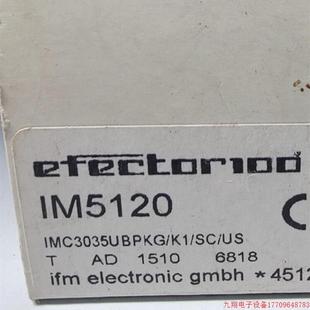 efector100
IM5120
IMC3035UBPKG/K1/SC/US
T AD 1510 6818
ifm electronic gmbh * 4512
九翔电子设备17709648783